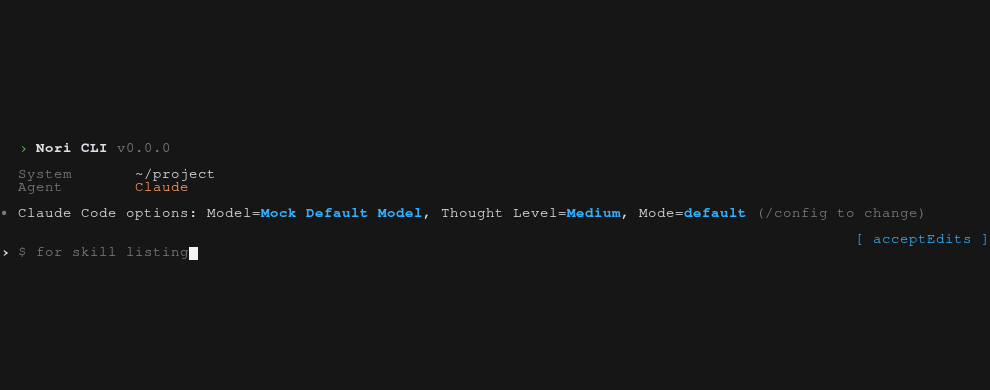 › Nori CLI v0.0.0
System ~/project
Agent Claude
• Claude Code options: Model=Mock Default Model, Thought Level=Medium, Mode=default (/config to change)
[ acceptEdits ]
› $ for skill listing